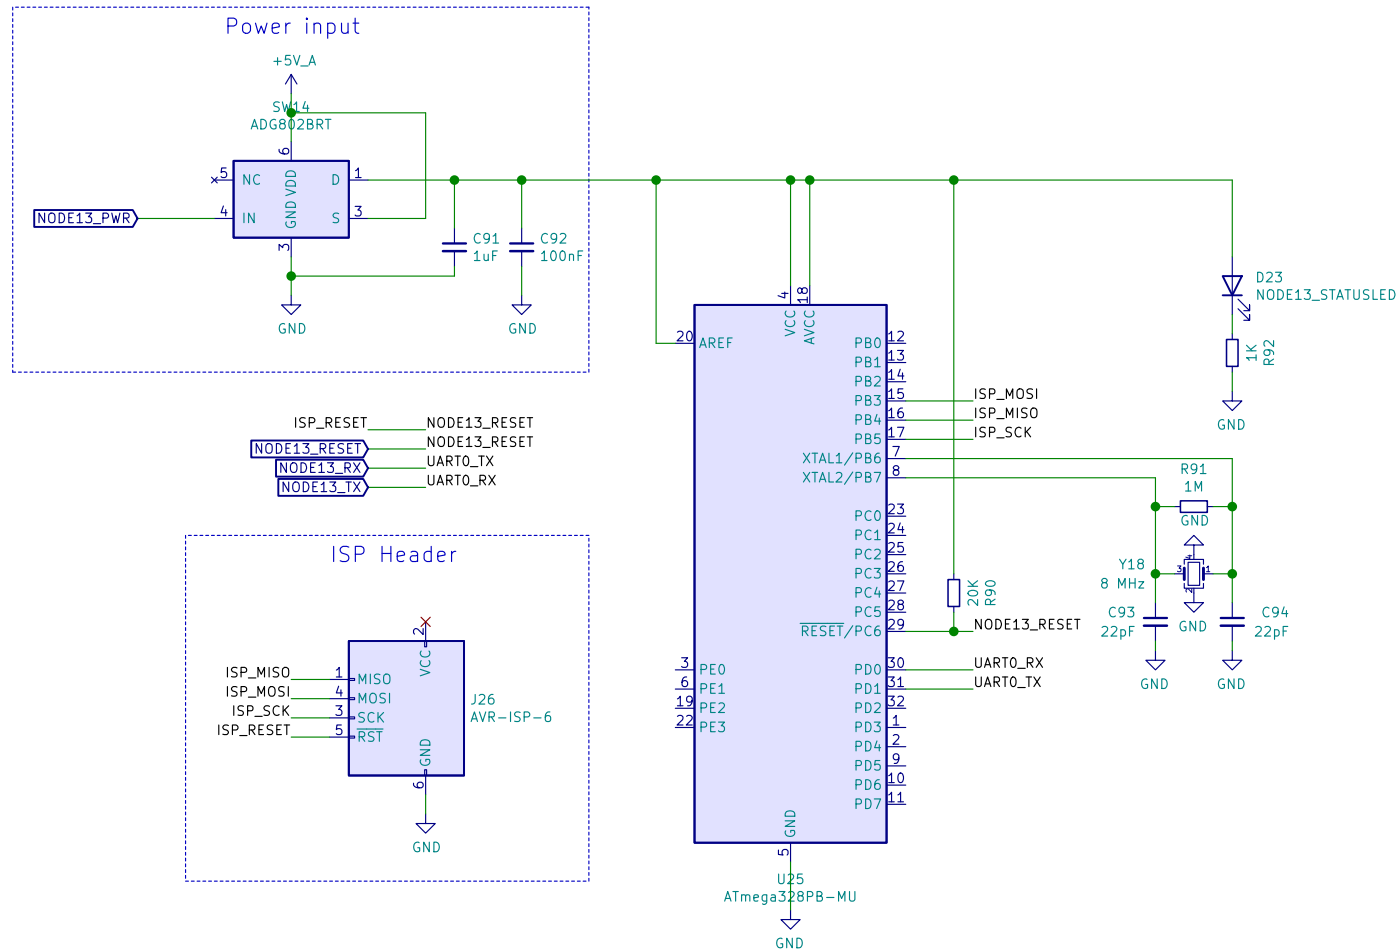 Power input
+5V_A
SW14
ADG802BRT
6
5
NC
VDD
D
1
NODE13_PWR
4
IN
GND
S
3
3
C91
1uF
C92
100nF
GND
GND
D23
NODE13_STATUSLED
1K
R92
GND
4
18
VCC
AVCC
20
AREF
PB0
12
PB1
13
PB2
14
PB3
15
ISP_MOSI
PB4
16
ISP_MISO
PB5
17
ISP_SCK
XTAL1/PB6
7
XTAL2/PB7
8
PC0
23
PC1
24
PC2
25
PC3
26
PC4
27
PC5
28
RESET/PC6
29
NODE13_RESET
20K
R90
3
PE0
6
PE1
19
PE2
22
PE3
PD0
30
UART0_RX
PD1
31
UART0_TX
PD2
32
PD3
1
PD4
2
PD5
9
PD6
10
PD7
11
GND
5
U25
ATmega328PB-MU
GND
R91
1M
GND
4
Y18
8 MHz
3
1
2
GND
C93
22pF
C94
22pF
GND
GND
ISP_RESET
NODE13_RESET
NODE13_RESET
NODE13_RESET
NODE13_RX
UART0_TX
NODE13_TX
UART0_RX
ISP Header
2
VCC
ISP_MISO
1
MISO
ISP_MOSI
4
MOSI
ISP_SCK
3
SCK
ISP_RESET
5
RST
J26
AVR-ISP-6
GND
6
GND